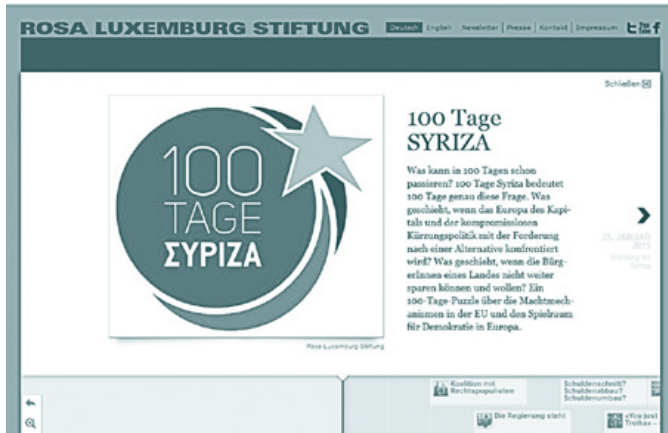 ROSA LUXEMBURG STIFTUNG
Deutsch English Newsletter | Presse | Kontakt | Impressum
Schließen
100
TAGE
ΣΥΡΙΖΑ
Rosa-Luxemburg-Stiftung
100 Tage
SYRIZA
Was kann in 100 Tagen schon
passieren? 100 Tage Syriza bedeutet
100 Tage genau diese Frage. Was
geschieht, wenn das Europa des Kapi-
tals und der kompromisslosen
Kürzungspolitik mit der Forderung
nach einer Alternative konfrontiert
wird? Was geschieht, wenn die Bürg-
erInnen eines Landes nicht weiter
sparen können und wollen? Ein
100-Tage-Puzzle über die Machtmech-
anismen in der EU und den Spielraum
für Demokratie in Europa.
25. JANUAR
2015
Koalition mit
Rechtspopulisten
Schuldenschnitt?
Schuldenabbau?
Schuldenumbau?
Die Regierung steht
«You just
Troika» –